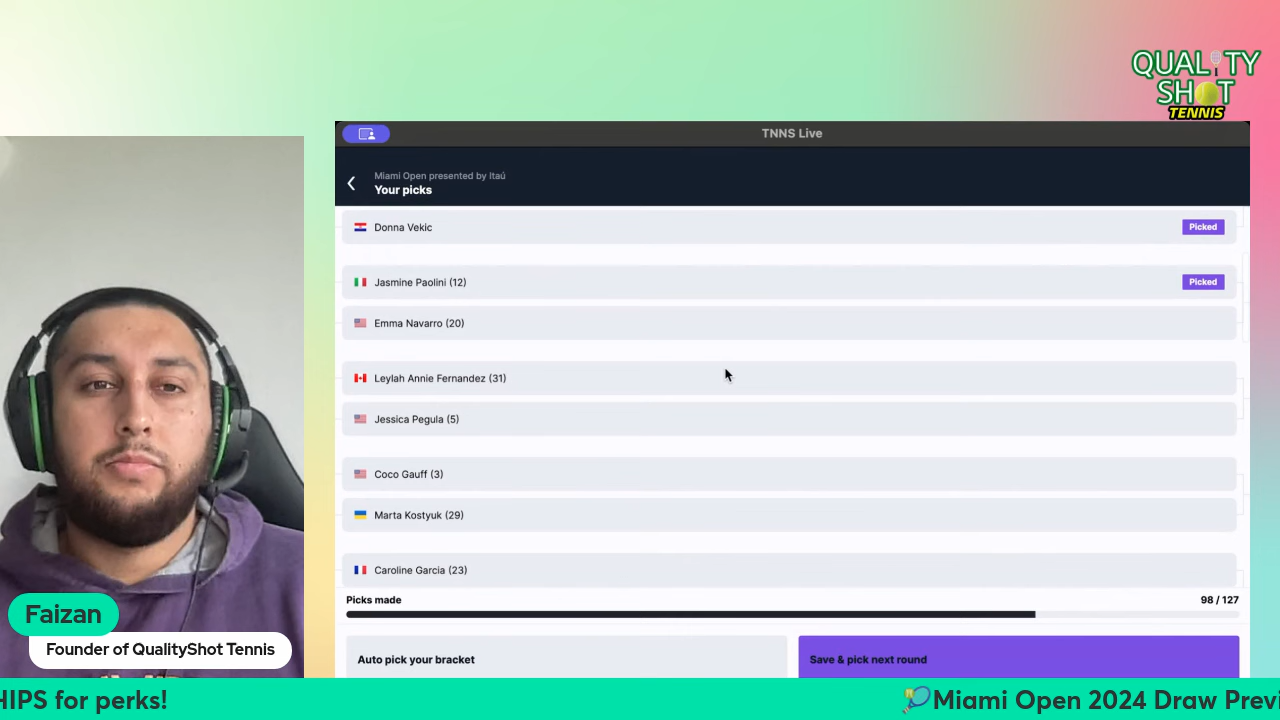 QUALITY
SHOT
TENNIS
TNNS Live
Miami Open presented by Itaú
Your picks
Donna Vekic
Picked
Jasmine Paolini (12)
Picked
Emma Navarro (20)
Leylah Annie Fernandez (31)
Jessica Pegula (5)
Coco Gauff (3)
Marta Kostyuk (29)
Caroline Garcia (23)
Picks made
98 / 127
Auto pick your bracket
Save & pick next round
Faizan
Founder of QualityShot Tennis
HIPS for perks!
Miami Open 2024 Draw Previ